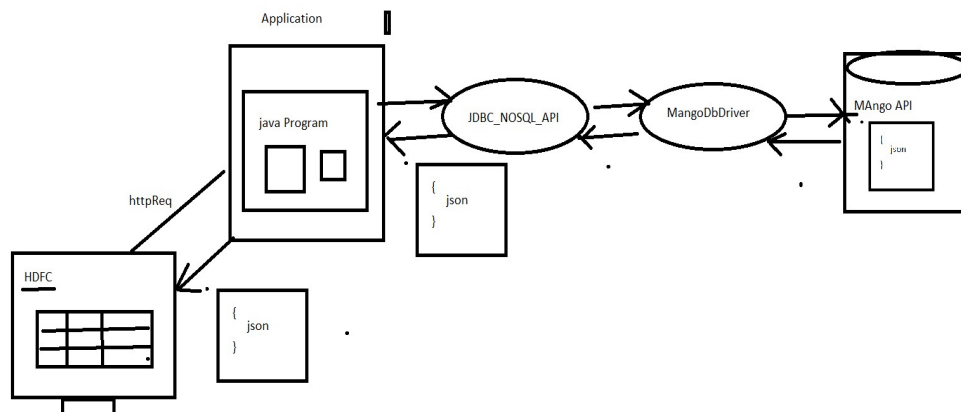 Application
java Program
JDBC_NOSQL_API
MangoDbDriver
MAngo API
{
json
}
httpReq
{
json
}
HDFC
{
json
}